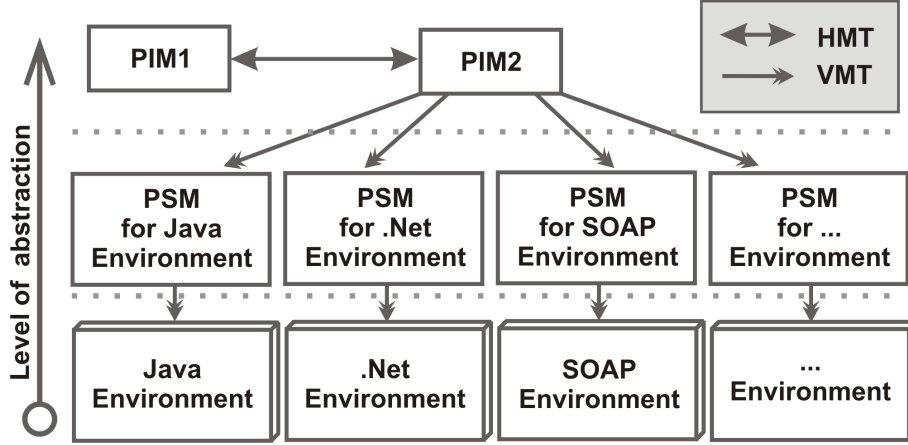 PIM1
PIM2
HMT
VMT
Level of abstraction
PSM
for Java
Environment
PSM
for .Net
Environment
PSM
for SOAP
Environment
PSM
for ...
Environment
Java
Environment
.Net
Environment
SOAP
Environment
...
Environment